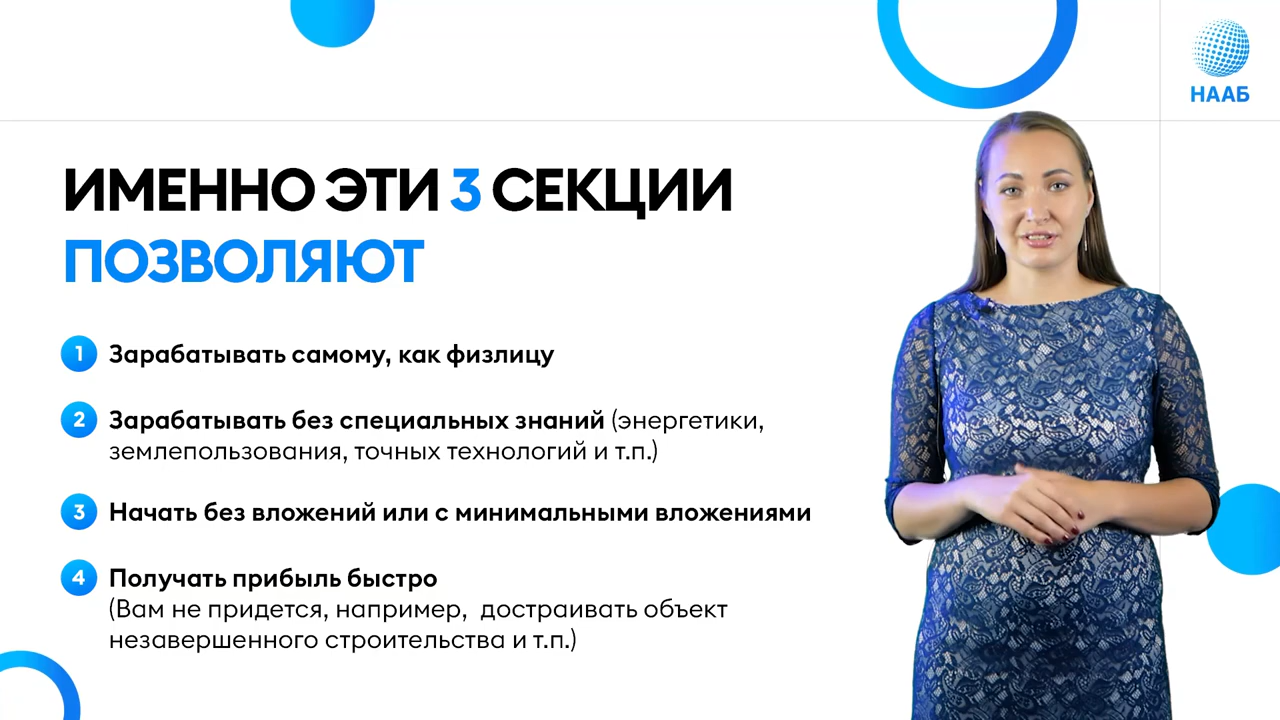 НААБ
ИМЕННО ЭТИ 3 СЕКЦИИ
ПОЗВОЛЯЮТ
1 Зарабатывать самому, как физлицу
2 Зарабатывать без специальных знаний (энергетики,
землепользования, точных технологий и т.п.)
3 Начать без вложений или с минимальными вложениями
4 Получать прибыль быстро
(Вам не придется, например, достраивать объект
незавершенного строительства и т.п.)